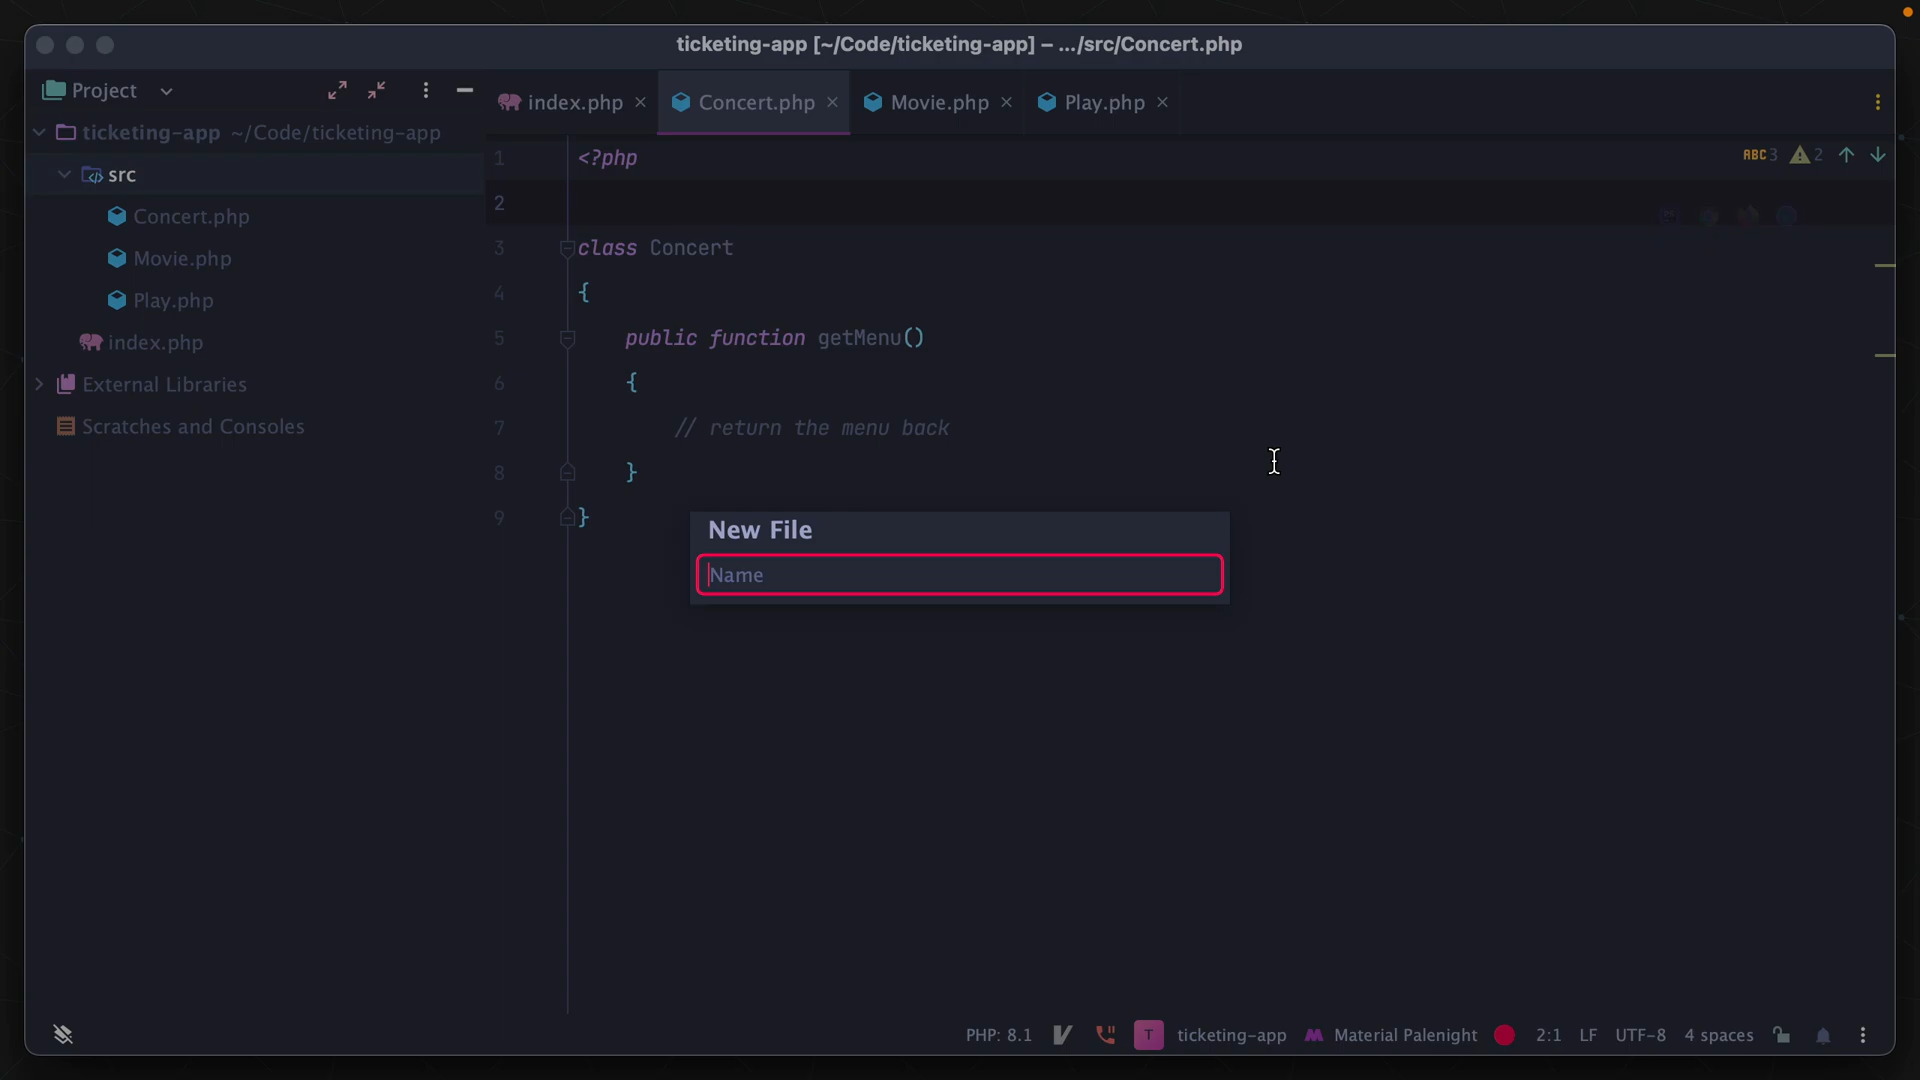 ticketing-app [~/Code/ticketing-app] – .../src/Concert.php
Project
index.php
Concert.php
Movie.php
Play.php
ticketing-app ~/Code/ticketing-app
src
Concert.php
Movie.php
Play.php
index.php
External Libraries
Scratches and Consoles
ABC 3
2
1 <?php
2
3 class Concert
4 {
5 public function getMenu()
6 {
7 // return the menu back
8 }
9 }
New File
Name
PHP: 8.1
T
ticketing-app
Material Palenight
2:1
LF
UTF-8
4 spaces